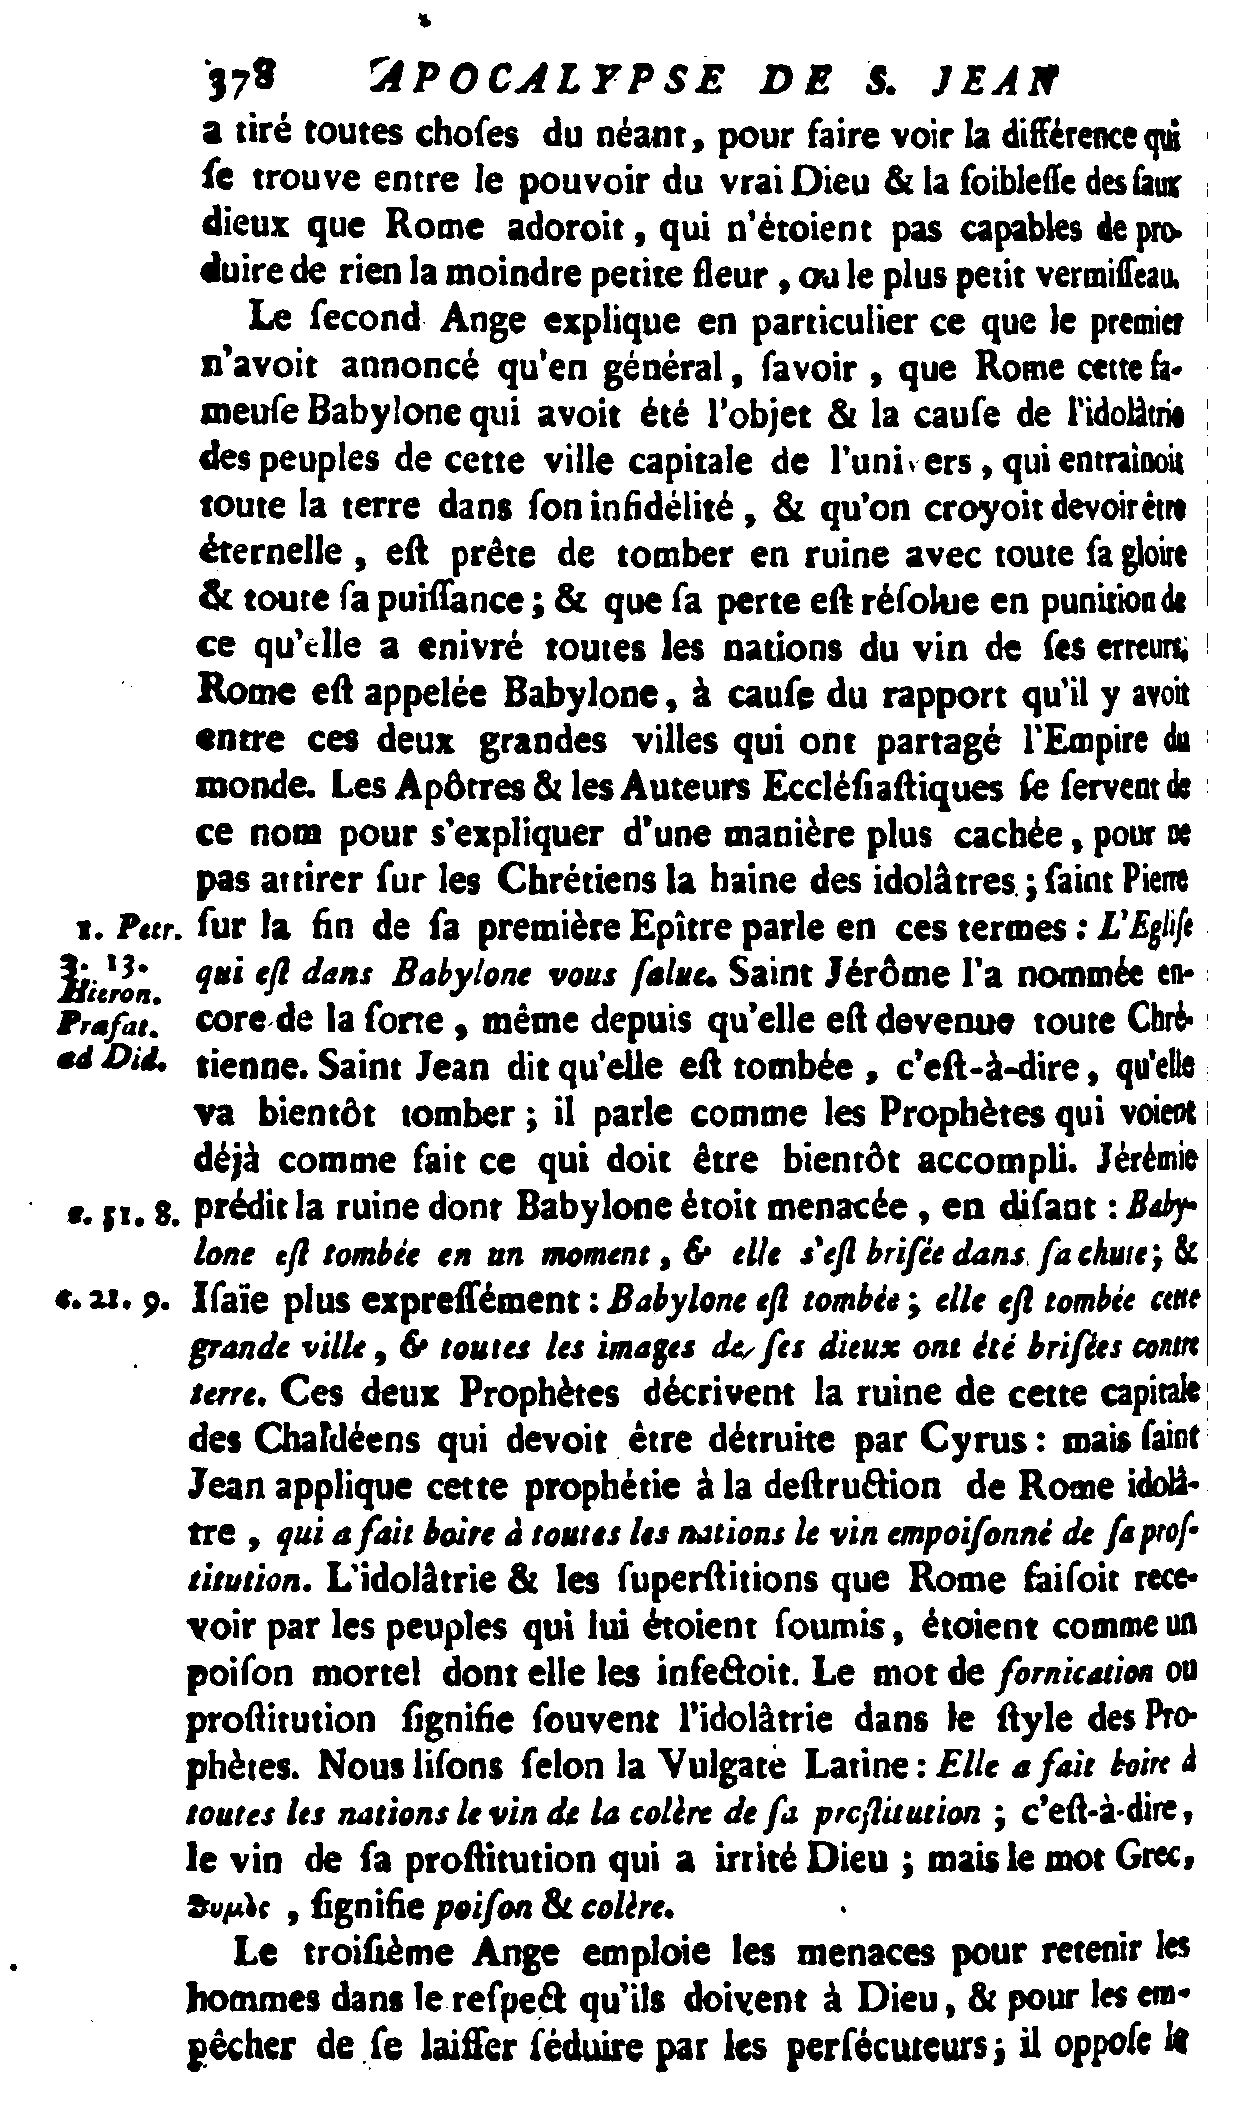 378 APOCALYPSE DE S. JEAN
a tiré toutes choſes du néant, pour faire voir la différence qui
ſe trouve entre le pouvoir du vrai Dieu & la foibleſſe des faux
dieux que Rome adoroit, qui n'étoient pas capables de pro-
duire de rien la moindre petite fleur, ou le plus petit vermiſſeau.
Le ſecond Ange explique en particulier ce que le premier
n'avoit annoncé qu'en général, ſavoir, que Rome cette fa-
meuſe Babylone qui avoit été l'objet & la cauſe de l'idolâtrie
des peuples de cette ville capitale de l'univers, qui entraînoit
toute la terre dans ſon infidélité, & qu'on croyoit devoir être
éternelle, eſt prête de tomber en ruine avec toute ſa gloire
& toute ſa puiſſance; & que ſa perte eſt réſolue en punition de
ce qu'elle a enivré toutes les nations du vin de ſes erreurs;
Rome eſt appelée Babylone, à cauſe du rapport qu'il y avoit
entre ces deux grandes villes qui ont partagé l'Empire du
monde. Les Apôtres & les Auteurs Eccléſiaſtiques ſe ſervent de
ce nom pour s'expliquer d'une manière plus cachée, pour ne
pas attirer ſur les Chrétiens la haine des idolâtres; ſaint Pierre
1. Petr. ſur la fin de ſa première Epître parle en ces termes : L'Egliſe
3. 13. qui eſt dans Babylone vous ſalue. Saint Jérôme l'a nommée en-
Hieron.
Præfat. core de la ſorte, même depuis qu'elle eſt devenue toute Chré-
ad Did. tienne. Saint Jean dit qu'elle eſt tombée, c'eſt-à-dire, qu'elle
va bientôt tomber; il parle comme les Prophètes qui voient
déjà comme fait ce qui doit être bientôt accompli. Jérémie
c. 51. 8. prédit la ruine dont Babylone étoit menacée, en diſant : Baby-
lone eſt tombée en un moment, & elle s'eſt briſée dans ſa chute; &
c. 21. 9. Iſaïe plus expreſſément : Babylone eſt tombée; elle eſt tombée cette
grande ville, & toutes les images de ſes dieux ont été briſées contre
terre. Ces deux Prophètes décrivent la ruine de cette capitale
des Chaldéens qui devoit être détruite par Cyrus : mais ſaint
Jean applique cette prophétie à la deſtruction de Rome idolâ-
tre, qui a fait boire à toutes les nations le vin empoiſonné de ſa proſ-
titution. L'idolâtrie & les ſuperſtitions que Rome faiſoit rece-
voir par les peuples qui lui étoient ſoumis, étoient comme un
poiſon mortel dont elle les infectoit. Le mot de fornication ou
proſtitution ſignifie ſouvent l'idolâtrie dans le ſtyle des Pro-
phètes. Nous liſons ſelon la Vulgate Latine : Elle a fait boire à
toutes les nations le vin de la colère de ſa proſtitution; c'eſt-à-dire,
le vin de ſa proſtitution qui a irrité Dieu; mais le mot Grec,
θυμὸς, ſignifie poiſon & colère.
Le troiſième Ange emploie les menaces pour retenir les
hommes dans le reſpect qu'ils doivent à Dieu, & pour les em-
pêcher de ſe laiſſer ſéduire par les perſécuteurs; il oppoſe le